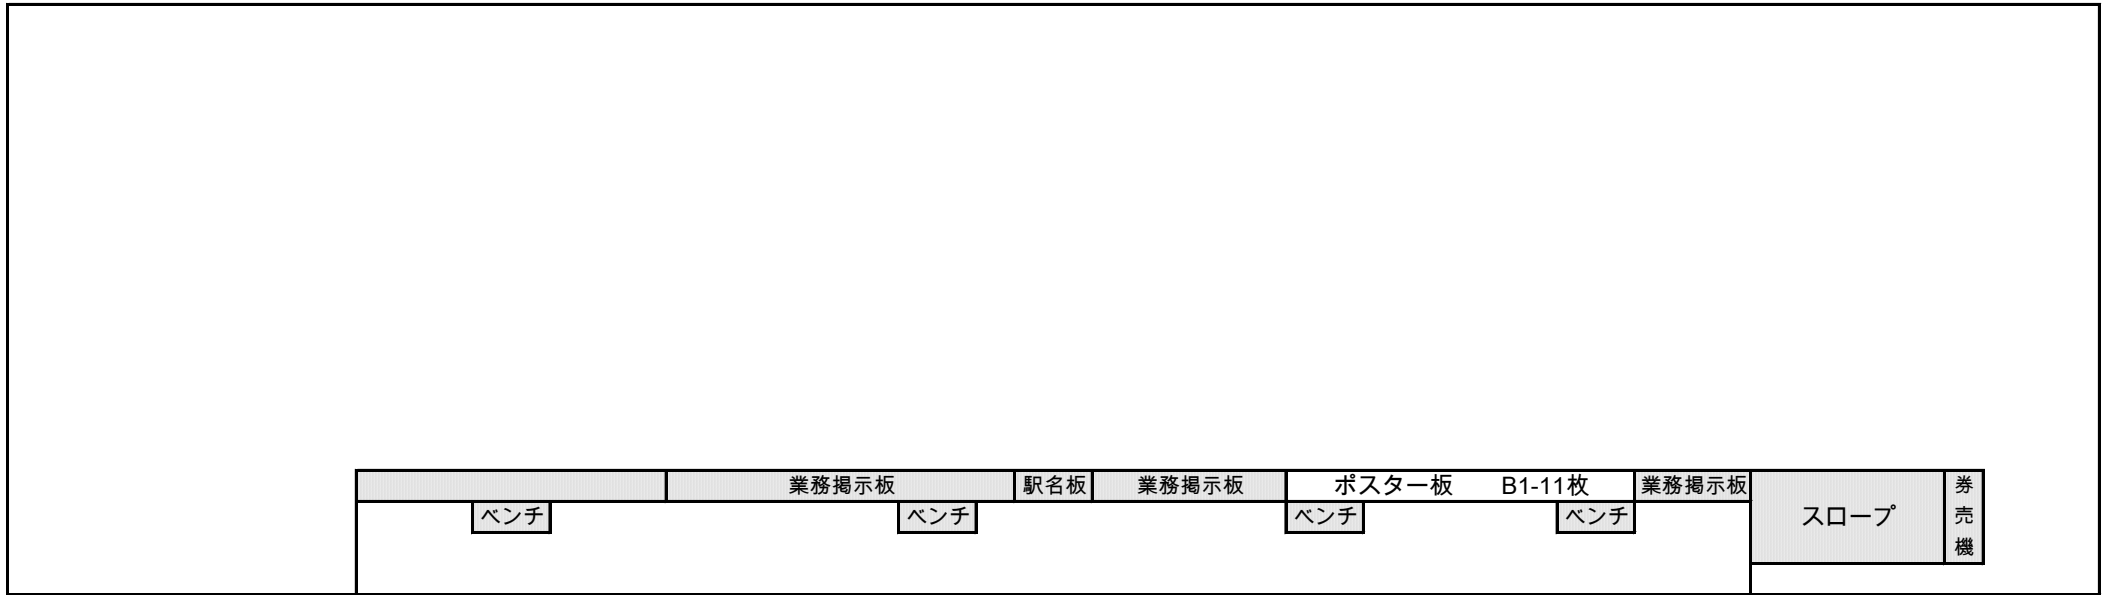 業務掲示板 駅名板 業務掲示板 ポスター板 B1-11枚 業務掲示板
ベンチ ベンチ ベンチ ベンチ
スロープ
券売機